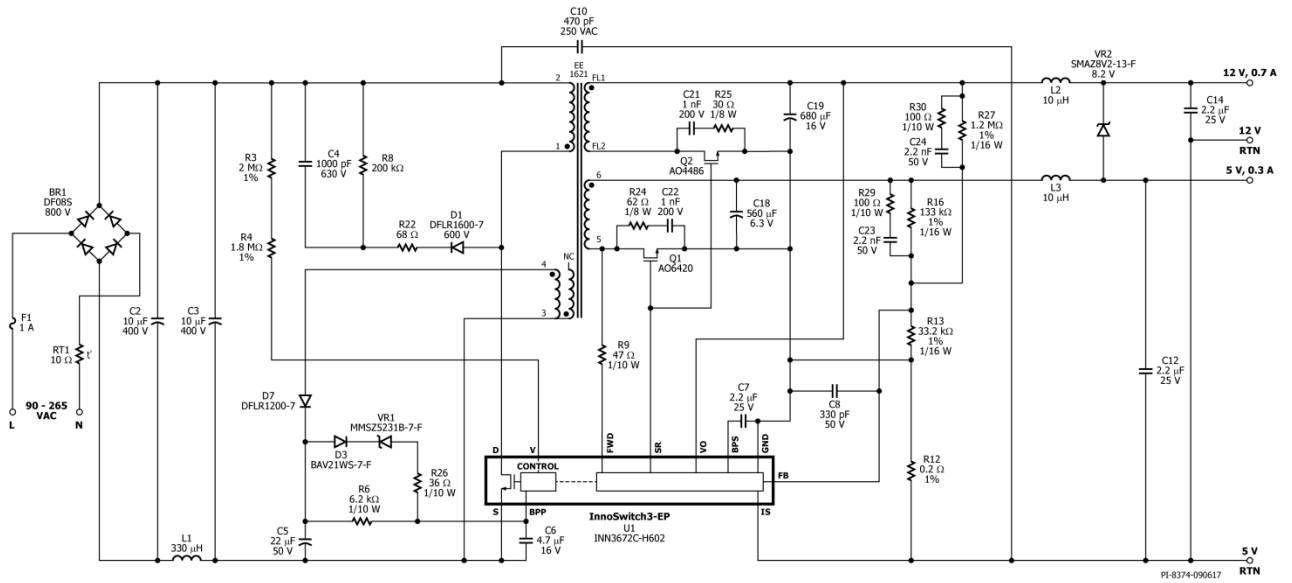 C10
470 pF
250 VAC
EE
1621
2
FL1
1
FL2
C21
1 nF
200 V
R25
30 Ω
1/8 W
Q2
AO4486
C19
680 μF
16 V
R30
100 Ω
1/10 W
C24
2.2 nF
50 V
R27
1.2 MΩ
1%
1/16 W
L2
10 μH
VR2
SMAZ8V2-13-F
8.2 V
C14
2.2 μF
25 V
12 V, 0.7 A
12 V
RTN
5 V, 0.3 A
R3
2 MΩ
1%
C4
1000 pF
630 V
R8
200 kΩ
BR1
DF08S
800 V
R4
1.8 MΩ
1%
R22
68 Ω
D1
DFLR1600-7
600 V
6
5
R24
62 Ω
1/8 W
C22
1 nF
200 V
Q1
AO6420
C18
560 μF
6.3 V
R29
100 Ω
1/10 W
C23
2.2 nF
50 V
R16
133 kΩ
1%
1/16 W
L3
10 μH
NC
4
3
F1
1 A
RT1
10 Ω
t°
C2
10 μF
400 V
C3
10 μF
400 V
R9
47 Ω
1/10 W
R13
33.2 kΩ
1%
1/16 W
C12
2.2 μF
25 V
90 - 265
VAC
L
N
D7
DFLR1200-7
VR1
MMSZ5231B-7-F
D3
BAV21WS-7-F
R26
36 Ω
1/10 W
R6
6.2 kΩ
1/10 W
C7
2.2 μF
25 V
C8
330 pF
50 V
R12
0.2 Ω
1%
D
V
FWD
SR
VO
BPS
GND
CONTROL
FB
S
BPP
IS
InnoSwitch3-EP
U1
INN3672C-H602
L1
330 μH
C5
22 μF
50 V
C6
4.7 μF
16 V
5 V
RTN
PI-8374-090617